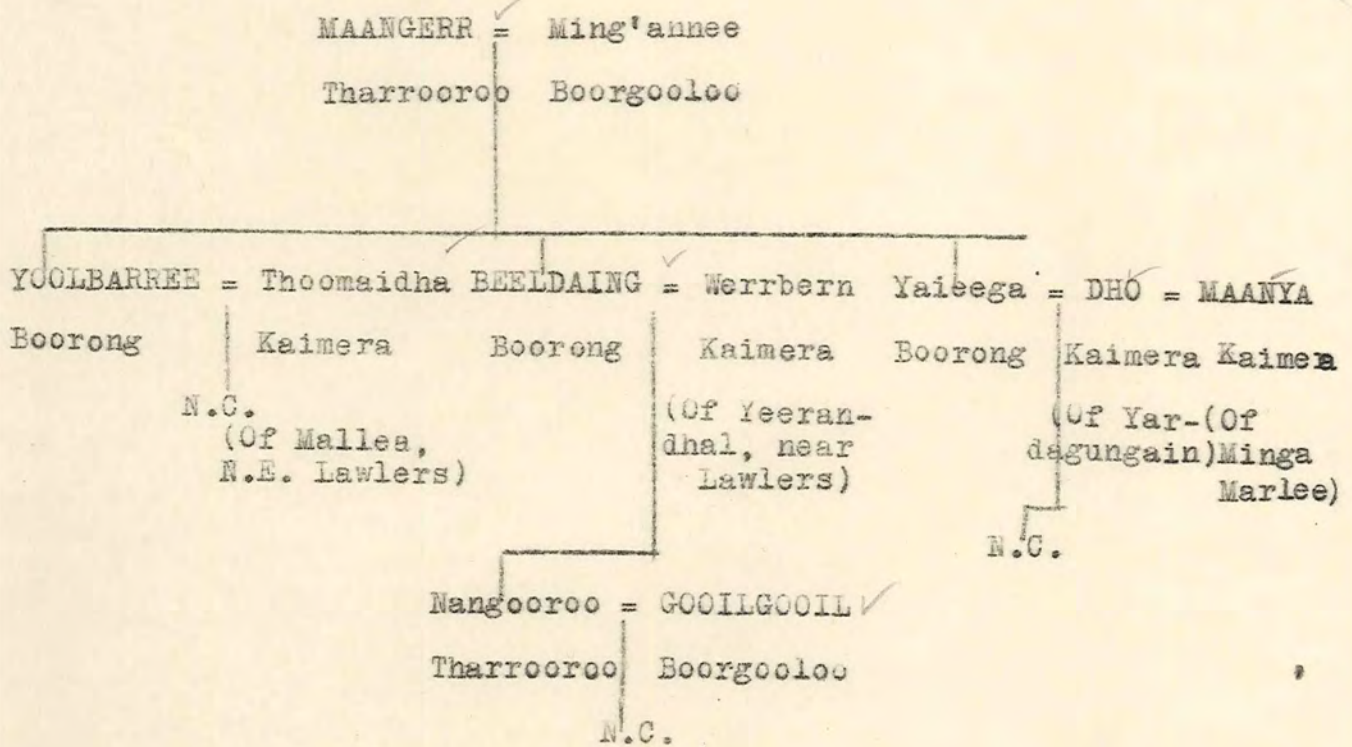 MAANGERR = Ming'annee
Tharrooroo Boorgooloo
YOOLBARREE = Thoomaidha BEELDAING = Werrbern Yaieega = DHO = MAANYA
Boorong Kaimera Boorong Kaimera Boorong Kaimera Kaimera
N.C. (Of Yeeran- (Of Yar-(Of
(Of Mallea, dhal, near dagungain)Minga
N.E. Lawlers) Lawlers) Marlee)
N.C.
Nangooroo = GOOILGOOIL
Tharrooroo Boorgooloo
N.C.